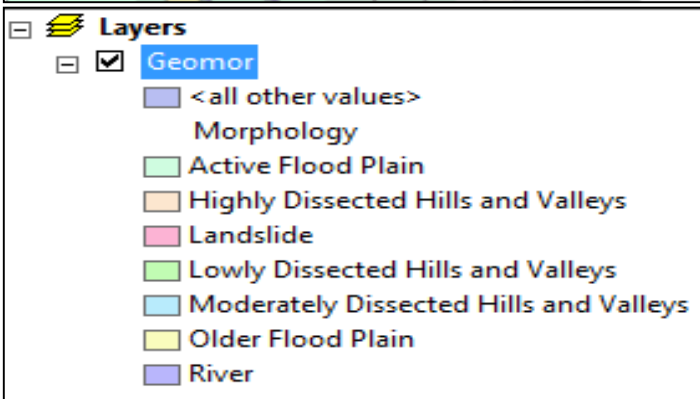 Layers
Geomor
<all other values>
Morphology
Active Flood Plain
Highly Dissected Hills and Valleys
Landslide
Lowly Dissected Hills and Valleys
Moderately Dissected Hills and Valleys
Older Flood Plain
River